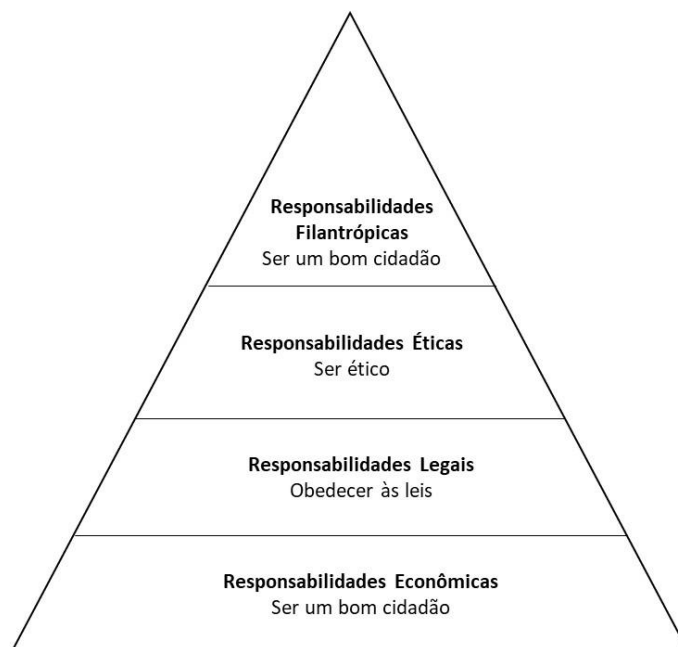 Responsabilidades
Filantrópicas
Ser um bom cidadão
Responsabilidades Éticas
Ser ético
Responsabilidades Legais
Obedecer às leis
Responsabilidades Econômicas
Ser um bom cidadão